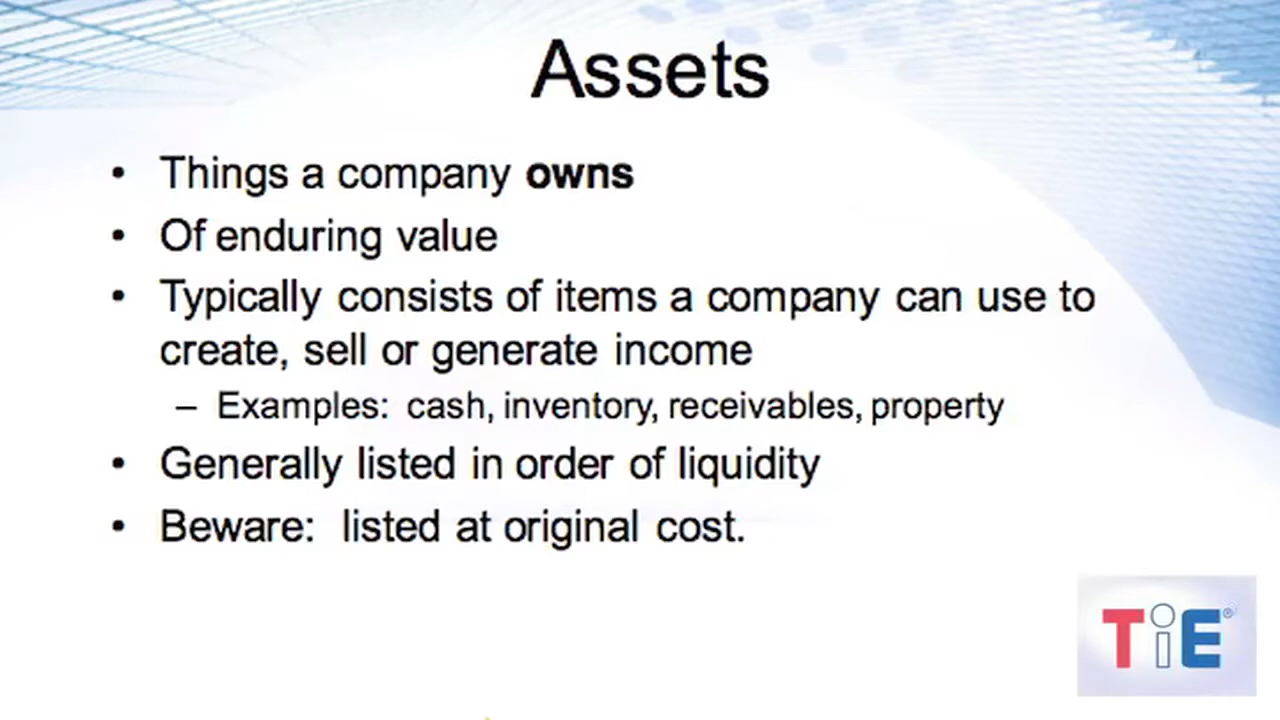 Assets
• Things a company owns
• Of enduring value
• Typically consists of items a company can use to
create, sell or generate income
– Examples: cash, inventory, receivables, property
• Generally listed in order of liquidity
• Beware: listed at original cost.
TiE®